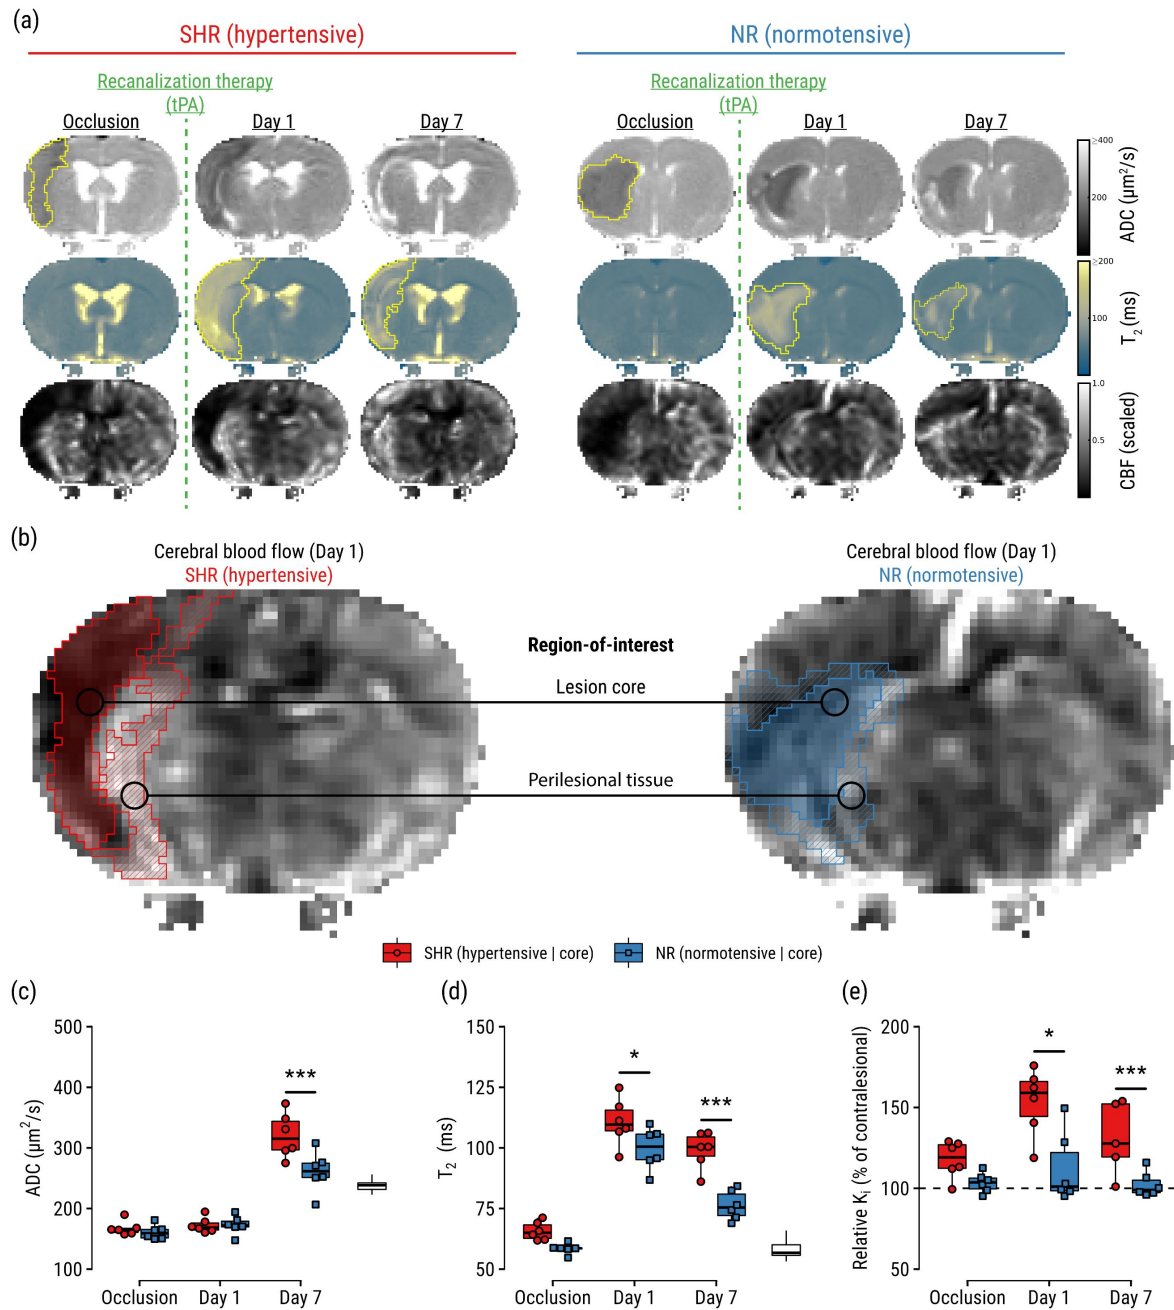 (a)
SHR (hypertensive)
NR (normotensive)
Recanalization therapy
(tPA)
Recanalization therapy
(tPA)
Occlusion
Day 1
Day 7
Occlusion
Day 1
Day 7
≥400
200
ADC (μm²/s)
≥200
100
T₂ (ms)
1.0
0.5
CBF (scaled)
(b)
Cerebral blood flow (Day 1)
SHR (hypertensive)
Cerebral blood flow (Day 1)
NR (normotensive)
Region-of-interest
Lesion core
Perilesional tissue
SHR (hypertensive | core)
NR (normotensive | core)
(c)
ADC (μm²/s)
500
400
300
200
100
***
Occlusion
Day 1
Day 7
(d)
T₂ (ms)
150
125
100
75
50
*
***
Occlusion
Day 1
Day 7
(e)
Relative Kᵢ (% of contralesional)
200
150
100
50
*
***
Occlusion
Day 1
Day 7